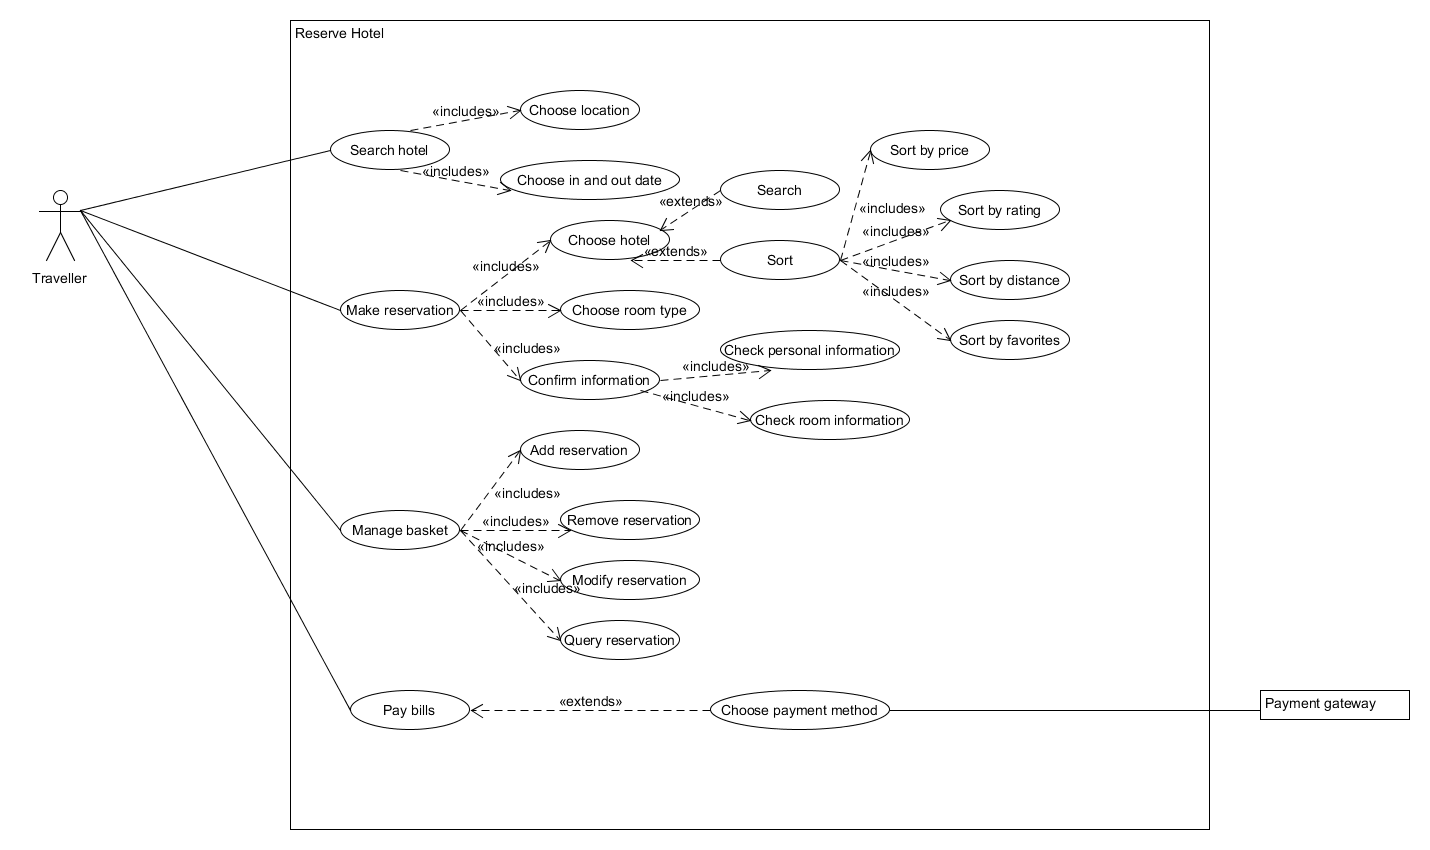 Reserve Hotel
«includes»
Choose location
Search hotel
«includes»
Choose in and out date
Sort by price
Search
«extends»
«includes»
Sort by rating
Choose hotel
«extends»
Sort
«includes»
«includes»
«includes»
Sort by distance
Traveller
«includes»
Make reservation
«includes»
Choose room type
Sort by favorites
«includes»
Check personal information
«includes»
Confirm information
«includes»
Check room information
Add reservation
«includes»
Manage basket
«includes»
Remove reservation
«includes»
Modify reservation
«includes»
Query reservation
Pay bills
«extends»
Choose payment method
Payment gateway